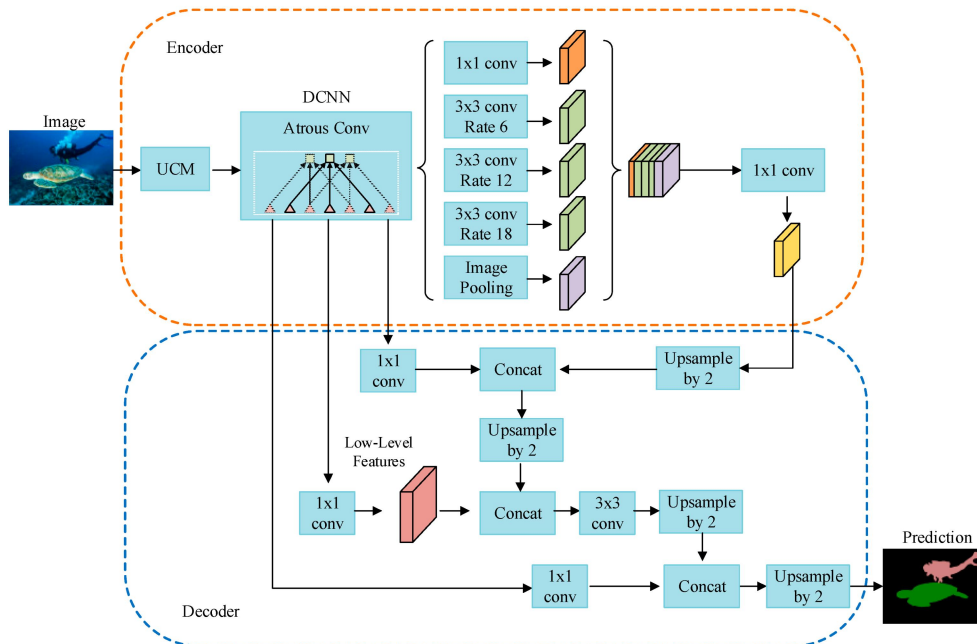 Encoder
DCNN
Image
UCM
Atrous Conv
1x1 conv
3x3 conv
Rate 6
3x3 conv
Rate 12
3x3 conv
Rate 18
Image
Pooling
1x1 conv
1x1
conv
Concat
Upsample
by 2
Upsample
by 2
Low-Level
Features
1x1
conv
Concat
3x3
conv
Upsample
by 2
1x1
conv
Concat
Upsample
by 2
Prediction
Decoder